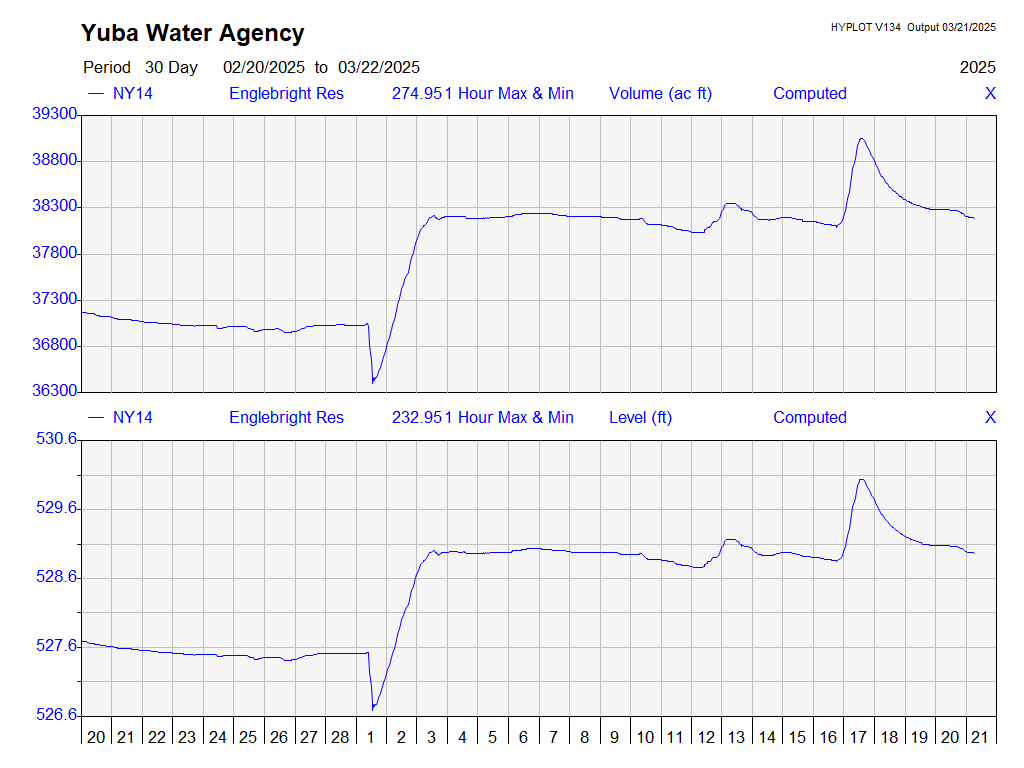 Yuba Water Agency
HYPLOT V134 Output 03/21/2025
Period 30 Day 02/20/2025 to 03/22/2025 2025
NY14 Englebright Res 274.951 Hour Max & Min Volume (ac ft) Computed X
39300
38800
38300
37800
37300
36800
36300
NY14 Englebright Res 232.951 Hour Max & Min Level (ft) Computed X
530.6
529.6
528.6
527.6
526.6
20 21 22 23 24 25 26 27 28 1 2 3 4 5 6 7 8 9 10 11 12 13 14 15 16 17 18 19 20 21